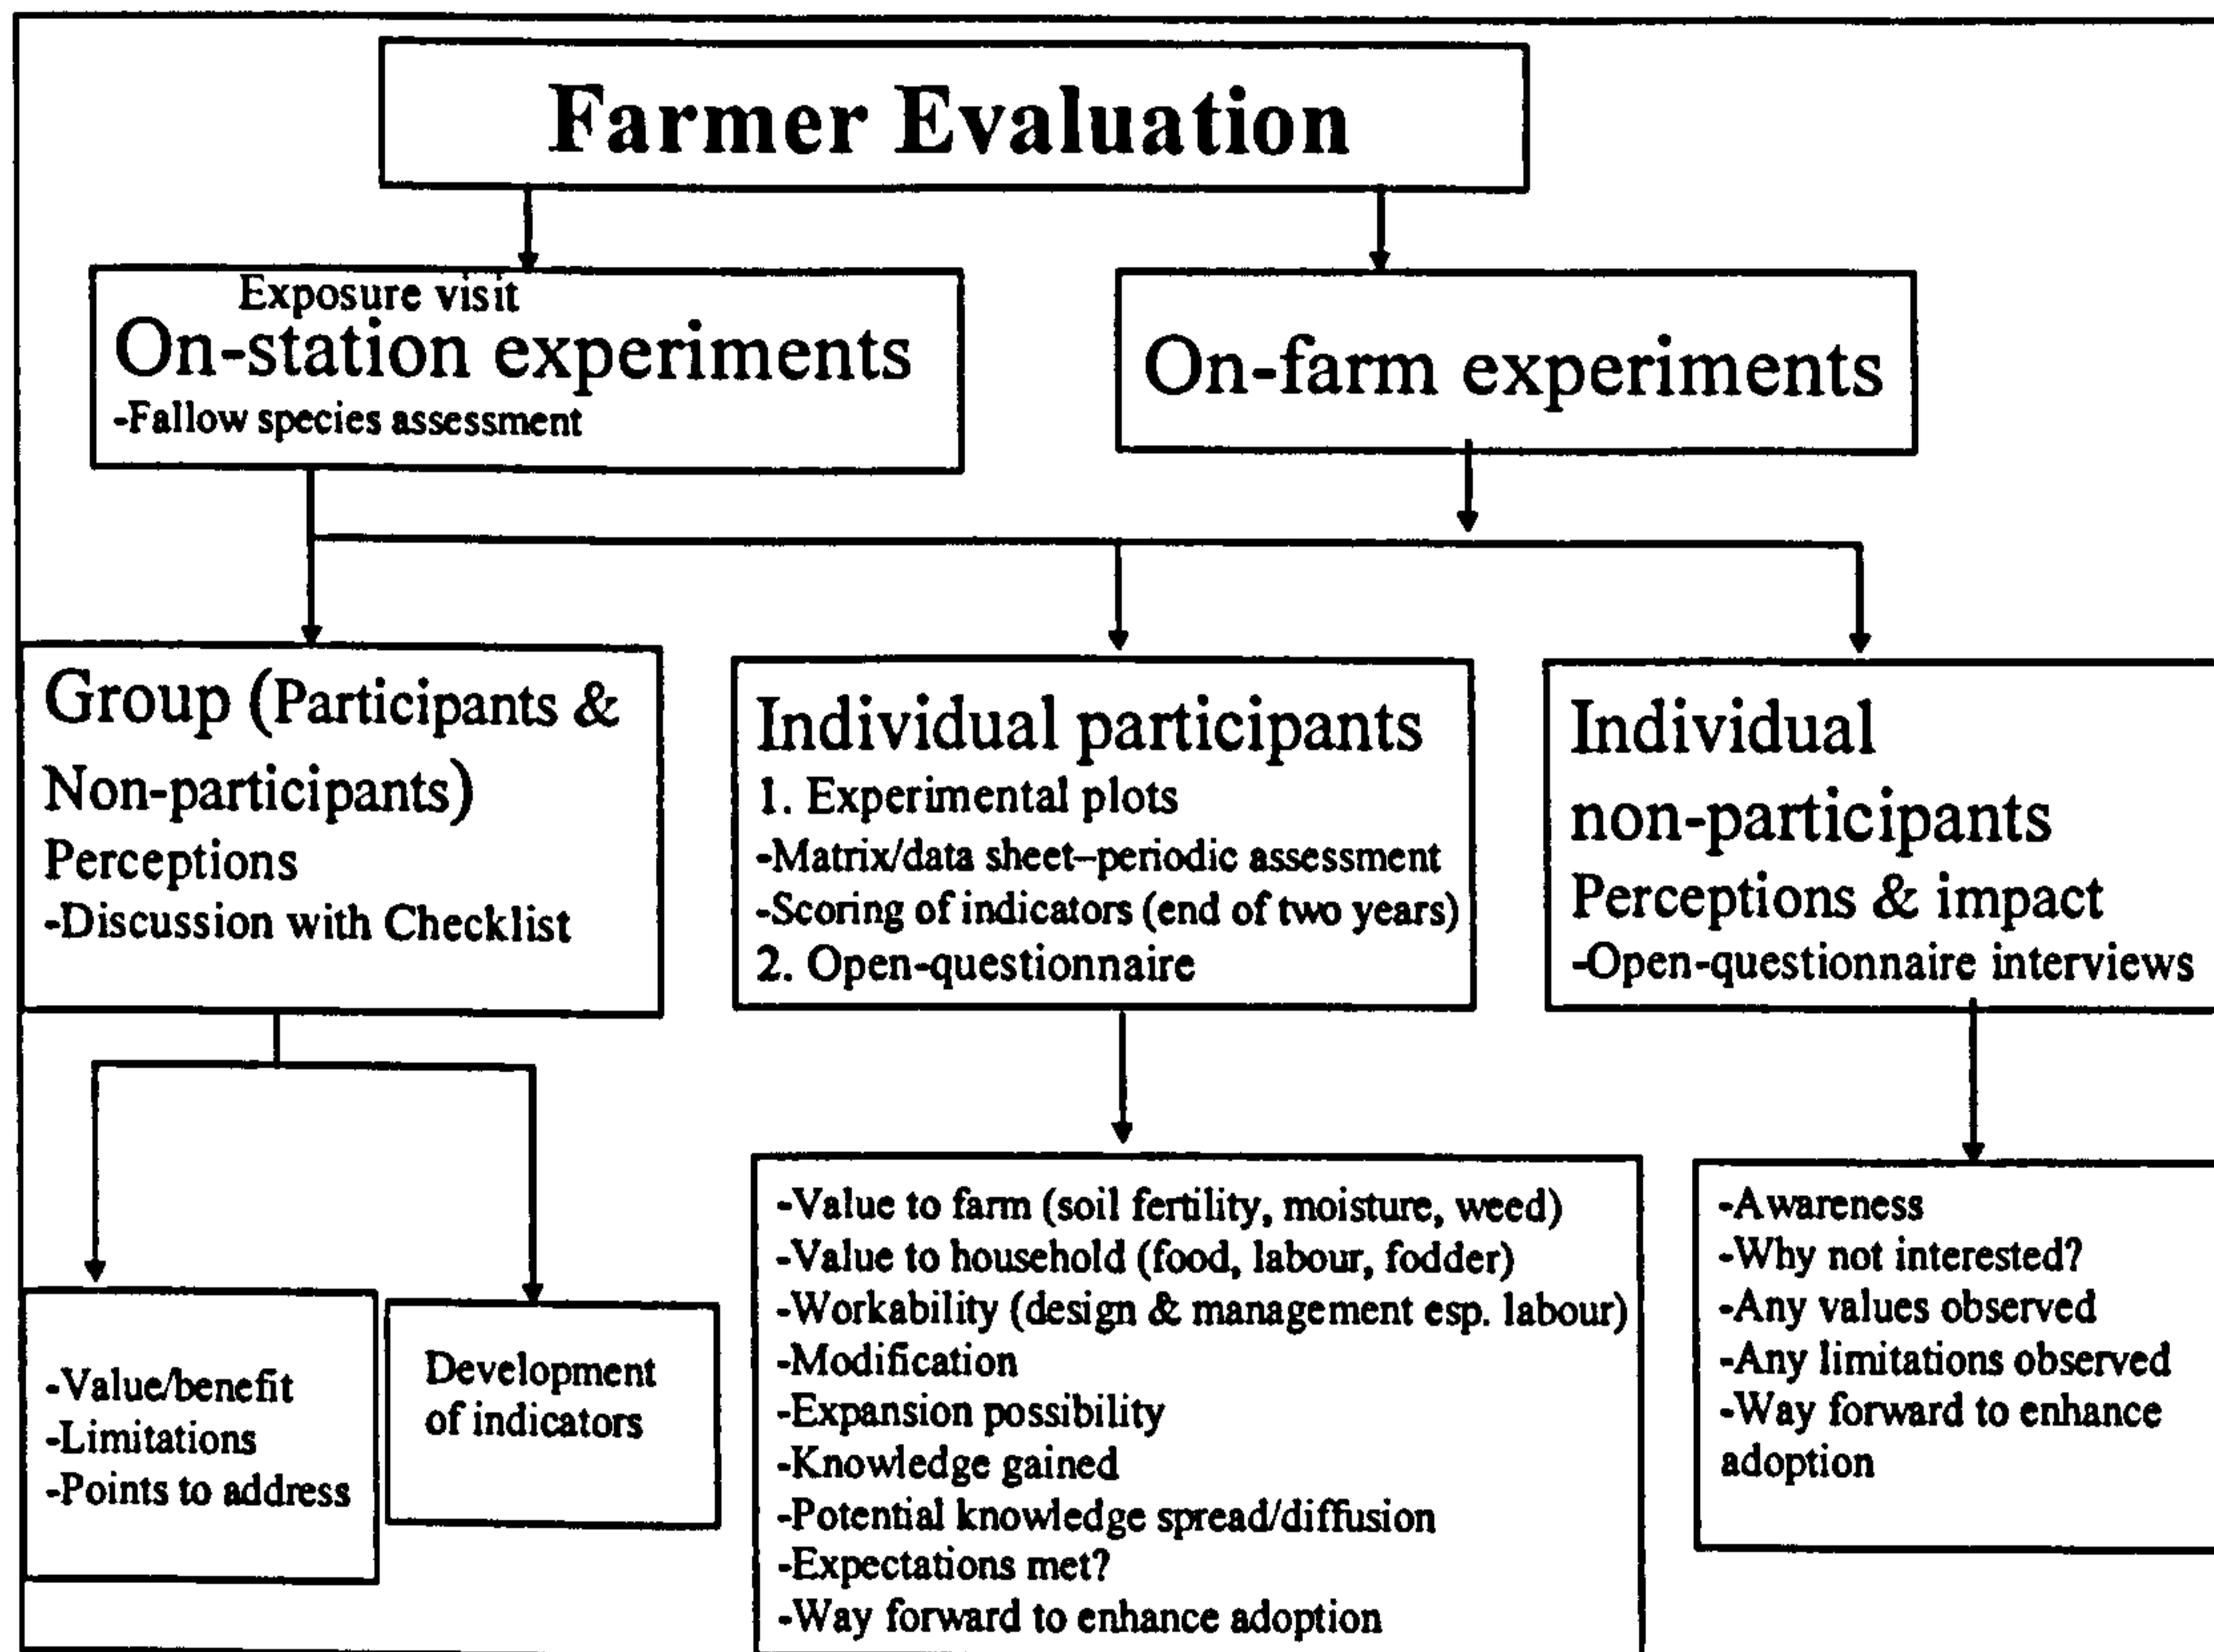 Farmer Evaluation
Exposure visit
On-station experiments
-Fallow species assessment
On-farm experiments
Group (Participants &
Non-participants)
Perceptions
-Discussion with Checklist
Individual participants
1. Experimental plots
-Matrix/data sheet–periodic assessment
-Scoring of indicators (end of two years)
2. Open-questionnaire
Individual
non-participants
Perceptions & impact
-Open-questionnaire interviews
-Value/benefit
-Limitations
-Points to address
Development
of indicators
-Value to farm (soil fertility, moisture, weed)
-Value to household (food, labour, fodder)
-Workability (design & management esp. labour)
-Modification
-Expansion possibility
-Knowledge gained
-Potential knowledge spread/diffusion
-Expectations met?
-Way forward to enhance adoption
-Awareness
-Why not interested?
-Any values observed
-Any limitations observed
-Way forward to enhance
adoption